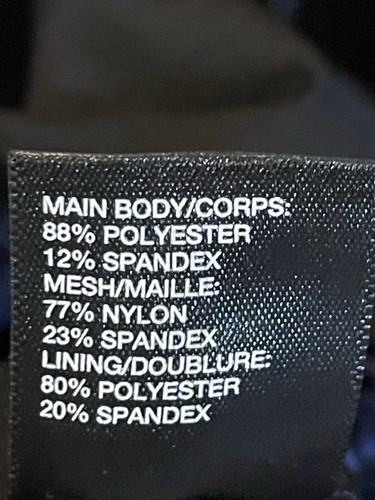 MAIN BODY/CORPS:
88% POLYESTER
12% SPANDEX
MESH/MAILLE:
77% NYLON
23% SPANDEX
LINING/DOUBLURE:
80% POLYESTER
20% SPANDEX